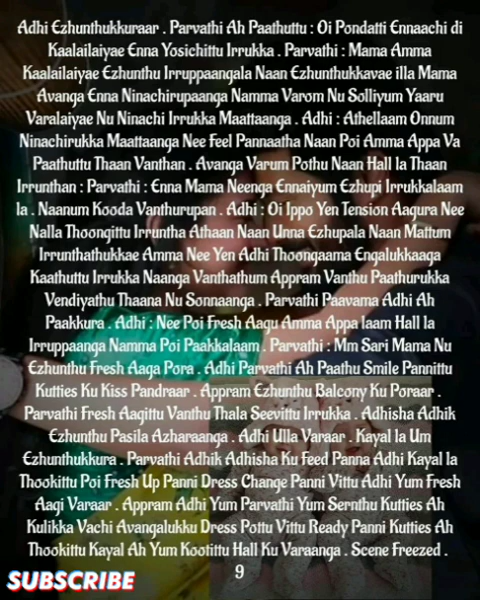 Adhi Ezhunthukkuraar . Parvathi Ah Paathuttu : Oi Pondatti Ennaachi di
Kaalailaiyae Enna Yosichittu Irrukka . Parvathi : Mama Amma
Kaalailaiyae Ezhunthu Irruppaangala Naan Ezhunthukkavae illa Mama
Avanga Enna Ninachirupaanga Namma Varom Nu Solliyum Yaaru
Varalaiyae Nu Ninachi Irrukka Maattaanga . Adhi : Athellaam Onnum
Ninachirukka Maattaanga Nee Feel Pannaatha Naan Poi Amma Appa Va
Paathuttu Thaan Vanthan . Avanga Varum Pothu Naan Hall la Thaan
Irrunthan : Parvathi : Enna Mama Neenga Ennaiyum Ezhupi Irrukkalaam
la . Naanum Kooda Vanthurupan . Adhi : Oi Ippo Yen Tension Aagura Nee
Nalla Thoongittu Irruntha Athaan Naan Unna Ezhupala Naan Mattum
Irrunthathukkae Amma Nee Yen Adhi Thoongaama Engalukkaaga
Kaathuttu Irrukka Naanga Vanthathum Appram Vanthu Paathurukka
Vendiyathu Thaana Nu Sonnaanga . Parvathi Paavama Adhi Ah
Paakkura . Adhi : Nee Poi Fresh Aagu Amma Appa laam Hall la
Irruppaanga Namma Poi Paakkalaam . Parvathi : Mm Sari Mama Nu
Ezhunthu Fresh Aaga Pora . Adhi Parvathi Ah Paathu Smile Pannittu
Kutties Ku Kiss Pandraar . Appram Ezhunthu Balcony Ku Poraar .
Parvathi Fresh Aagittu Vanthu Thala Seevittu Irrukka . Adhisha Adhik
Ezhunthu Pasila Azharaanga . Adhi Ulla Varaar . Kayal la Um
Ezhunthukkura . Parvathi Adhik Adhisha Ku Feed Panna Adhi Kayal la
Thookittu Poi Fresh Up Panni Dress Change Panni Vittu Adhi Yum Fresh
Aagi Varaar . Appram Adhi Yum Parvathi Yum Sernthu Kutties Ah
Kulikka Vachi Avangalukku Dress Pottu Vittu Ready Panni Kutties Ah
Thookittu Kayal Ah Yum Kootittu Hall Ku Varaanga . Scene Freezed .
9
SUBSCRIBE